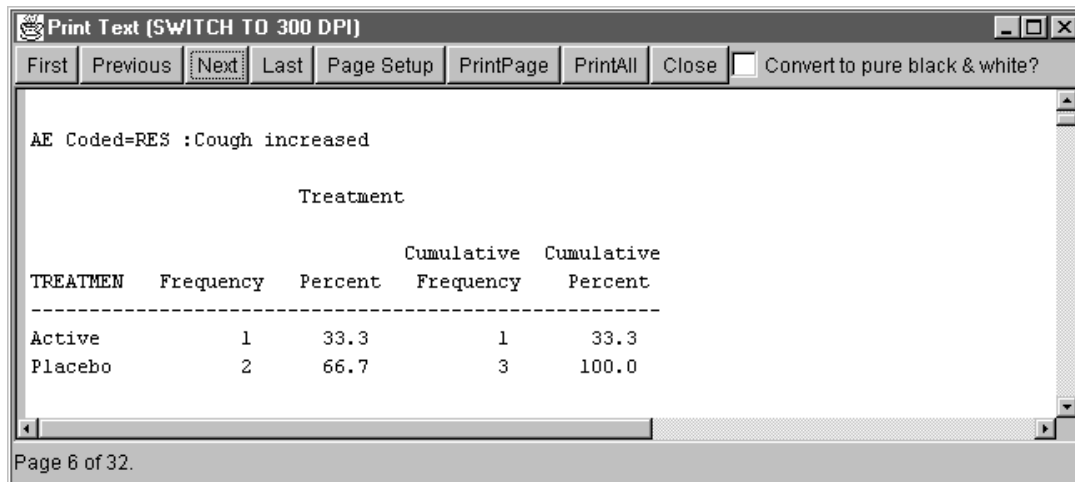 Print Text (SWITCH TO 300 DPI)
First Previous Next Last Page Setup PrintPage PrintAll Close Convert to pure black & white?
AE Coded=RES :Cough increased
Treatment
Cumulative Cumulative
TREATMEN Frequency Percent Frequency Percent
------------------------------------------------------
Active 1 33.3 1 33.3
Placebo 2 66.7 3 100.0
Page 6 of 32.